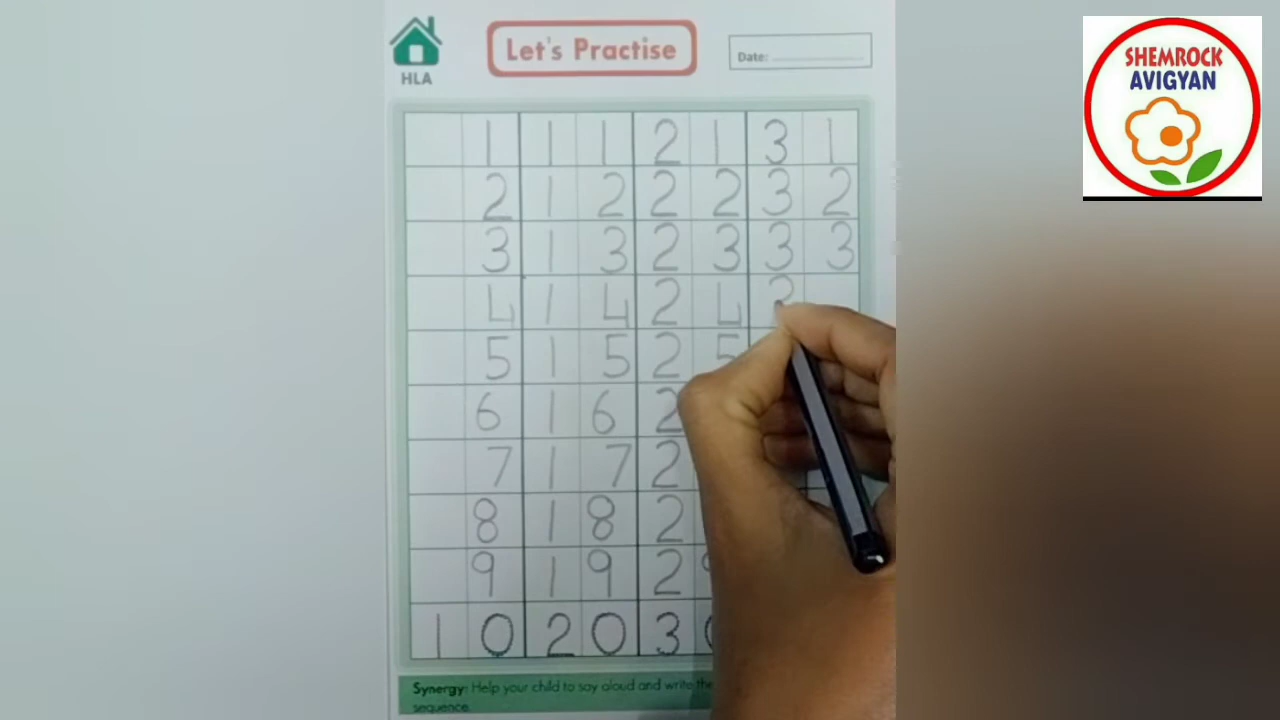 HLA
Let's Practise
Date:
SHEMROCK
AVIGYAN
1 1 1 2 1 3 1
2 1 2 2 2 3 2
3 1 3 2 3 3 3
4 1 4 2 4 3
5 1 5 2 5
6 1 6 2
7 1 7 2
8 1 8 2
9 1 9 2
1 0 2 0 3
Synergy: Help your child to say aloud and write the
sequence.